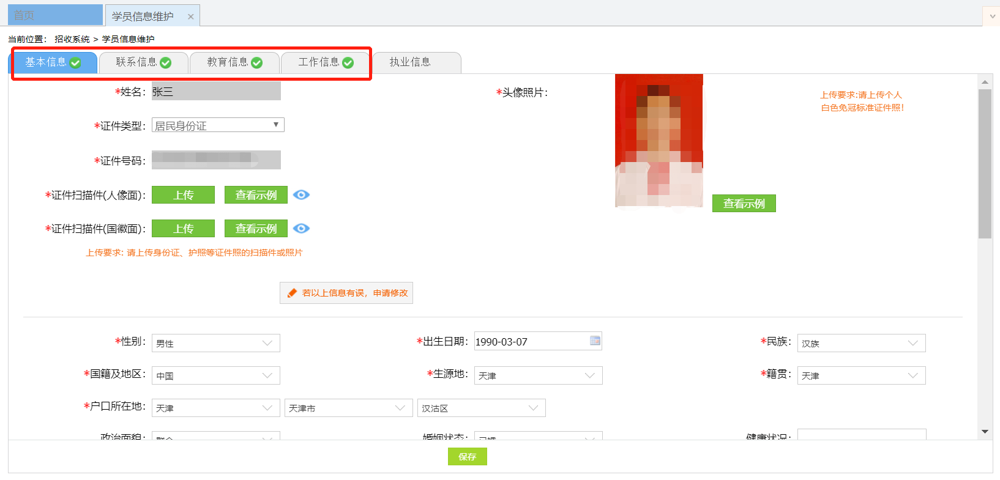 首页
学员信息维护 ×
当前位置： 招收系统 > 学员信息维护
基本信息 联系信息 教育信息 工作信息 执业信息
*姓名： 张三
*头像照片：
上传要求:请上传个人
白色免冠标准证件照!
*证件类型： 居民身份证
*证件号码：
*证件扫描件(人像面)： 上传 查看示例
查看示例
*证件扫描件(国徽面)： 上传 查看示例
上传要求: 请上传身份证、护照等证件照的扫描件或照片
若以上信息有误，申请修改
*性别： 男性 *出生日期： 1990-03-07 *民族： 汉族
*国籍及地区： 中国 *生源地： 天津 *籍贯： 天津
*户口所在地： 天津 天津市 汉沽区
政治面貌： 群众 婚姻状态： 已婚 健康状况：
保存